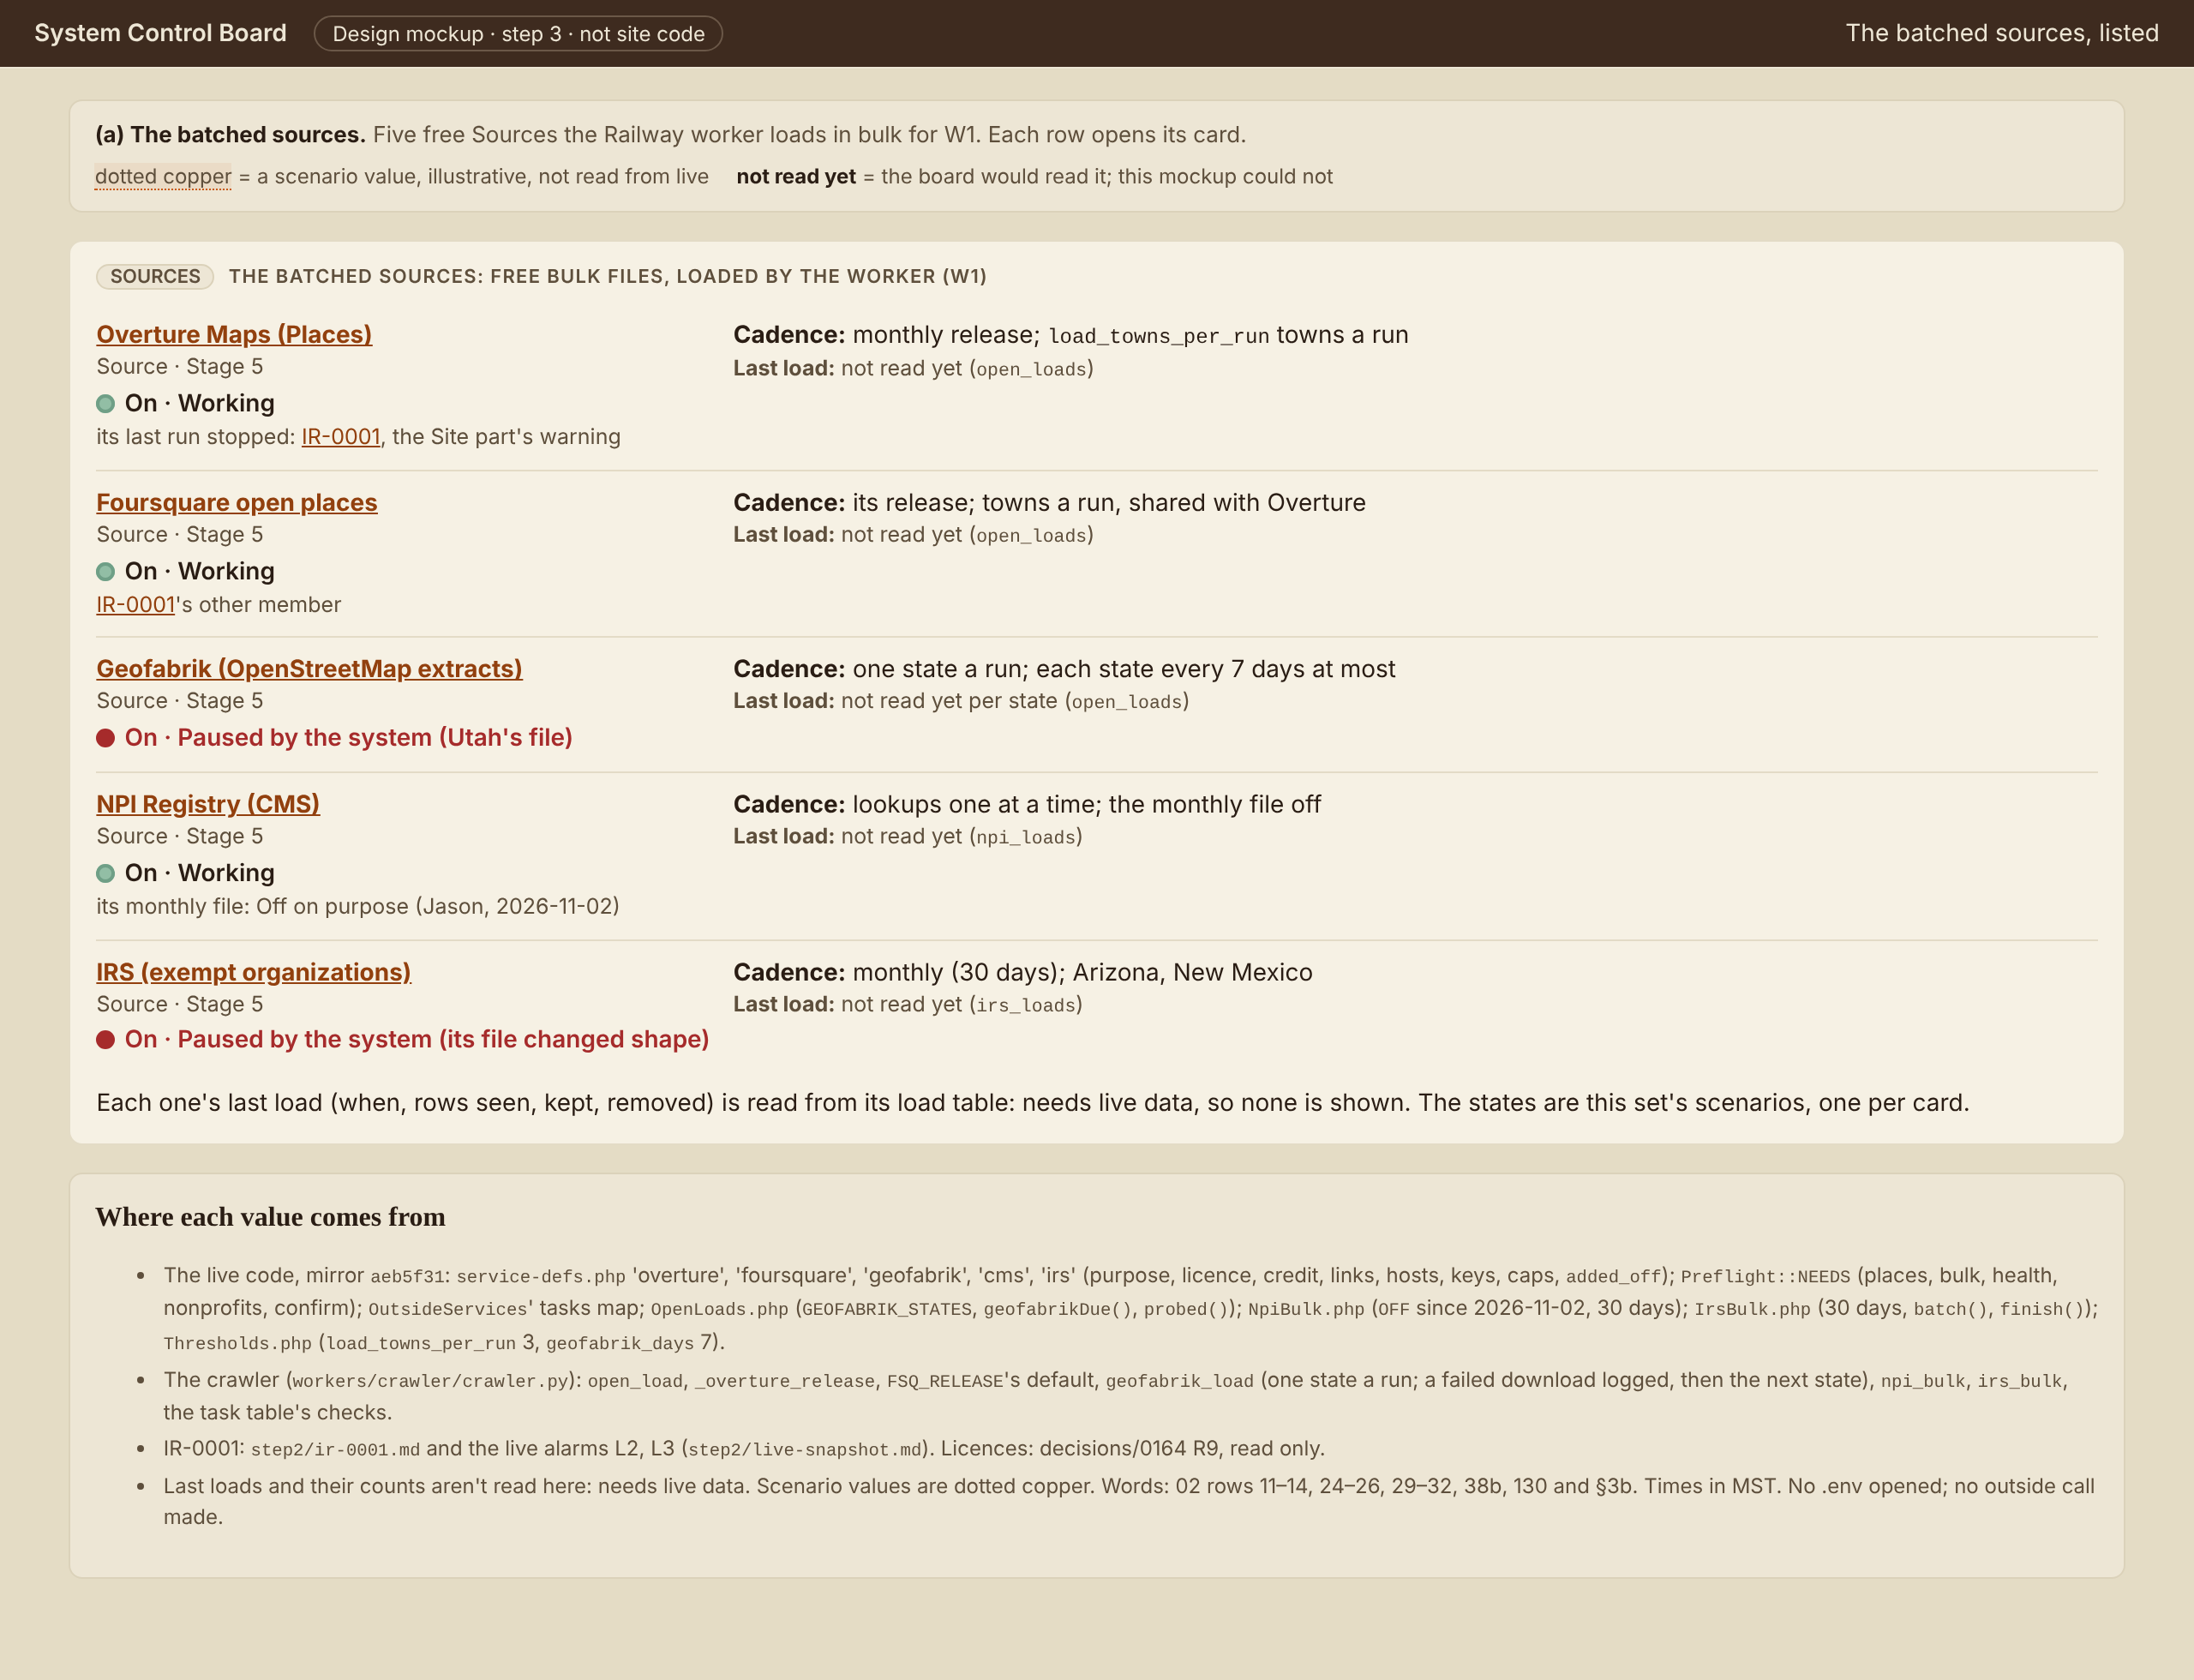 System Control Board
Design mockup · step 3 · not site code
The batched sources, listed
(a) The batched sources. Five free Sources the Railway worker loads in bulk for W1. Each row opens its card.
dotted copper = a scenario value, illustrative, not read from live not read yet = the board would read it; this mockup could not
SOURCES THE BATCHED SOURCES: FREE BULK FILES, LOADED BY THE WORKER (W1)
Overture Maps (Places)
Source · Stage 5
On · Working
its last run stopped: IR-0001, the Site part's warning
Cadence: monthly release; load_towns_per_run towns a run
Last load: not read yet (open_loads)
Foursquare open places
Source · Stage 5
On · Working
IR-0001's other member
Cadence: its release; towns a run, shared with Overture
Last load: not read yet (open_loads)
Geofabrik (OpenStreetMap extracts)
Source · Stage 5
On · Paused by the system (Utah's file)
Cadence: one state a run; each state every 7 days at most
Last load: not read yet per state (open_loads)
NPI Registry (CMS)
Source · Stage 5
On · Working
its monthly file: Off on purpose (Jason, 2026-11-02)
Cadence: lookups one at a time; the monthly file off
Last load: not read yet (npi_loads)
IRS (exempt organizations)
Source · Stage 5
On · Paused by the system (its file changed shape)
Cadence: monthly (30 days); Arizona, New Mexico
Last load: not read yet (irs_loads)
Each one's last load (when, rows seen, kept, removed) is read from its load table: needs live data, so none is shown. The states are this set's scenarios, one per card.
Where each value comes from
• The live code, mirror aeb5f31: service-defs.php 'overture', 'foursquare', 'geofabrik', 'cms', 'irs' (purpose, licence, credit, links, hosts, keys, caps, added_off); Preflight::NEEDS (places, bulk, health,
nonprofits, confirm); OutsideServices' tasks map; OpenLoads.php (GEOFABRIK_STATES, geofabrikDue(), probed()); NpiBulk.php (OFF since 2026-11-02, 30 days); IrsBulk.php (30 days, batch(), finish());
Thresholds.php (load_towns_per_run 3, geofabrik_days 7).
• The crawler (workers/crawler/crawler.py): open_load, _overture_release, FSQ_RELEASE's default, geofabrik_load (one state a run; a failed download logged, then the next state), npi_bulk, irs_bulk,
the task table's checks.
• IR-0001: step2/ir-0001.md and the live alarms L2, L3 (step2/live-snapshot.md). Licences: decisions/0164 R9, read only.
• Last loads and their counts aren't read here: needs live data. Scenario values are dotted copper. Words: 02 rows 11–14, 24–26, 29–32, 38b, 130 and §3b. Times in MST. No .env opened; no outside call
made.